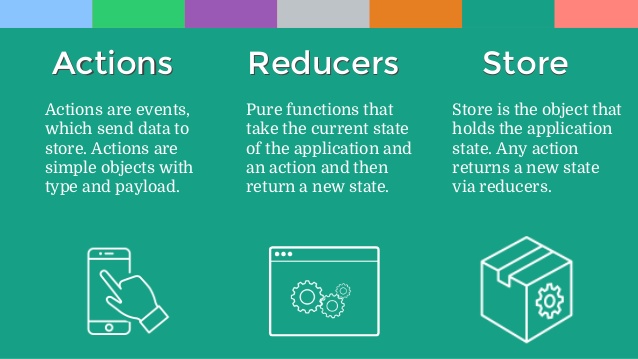 Actions
Actions are events,
which send data to
store. Actions are
simple objects with
type and payload.
Reducers
Pure functions that
take the current state
of the application and
an action and then
return a new state.
Store
Store is the object that
holds the application
state. Any action
returns a new state
via reducers.